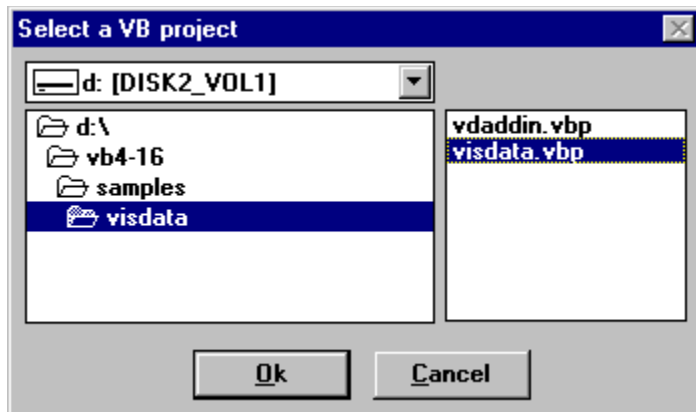 Select a VB project
d: [DISK2_VOL1]
d:\
vb4-16
samples
visdata
vdaddin.vbp
visdata.vbp
Ok
Cancel